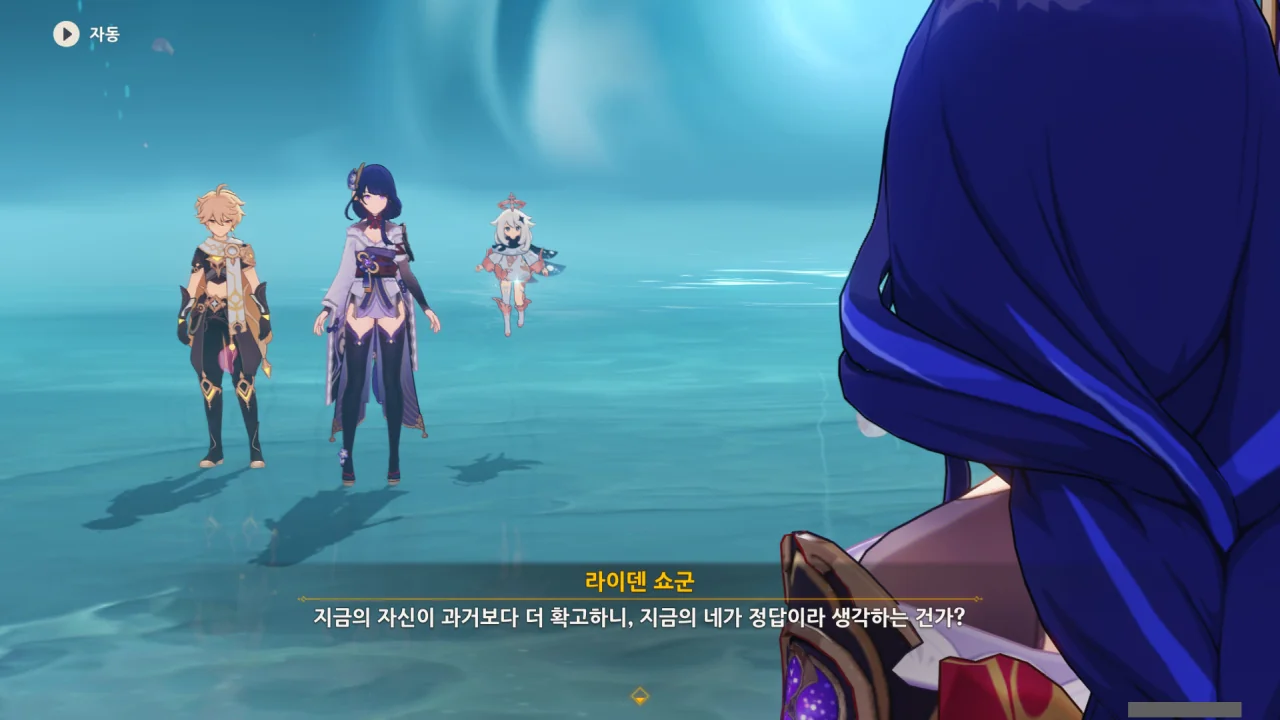 자동
라이덴 쇼군
지금의 자신이 과거보다 더 확고하니, 지금의 네가 정답이라 생각하는 건가?